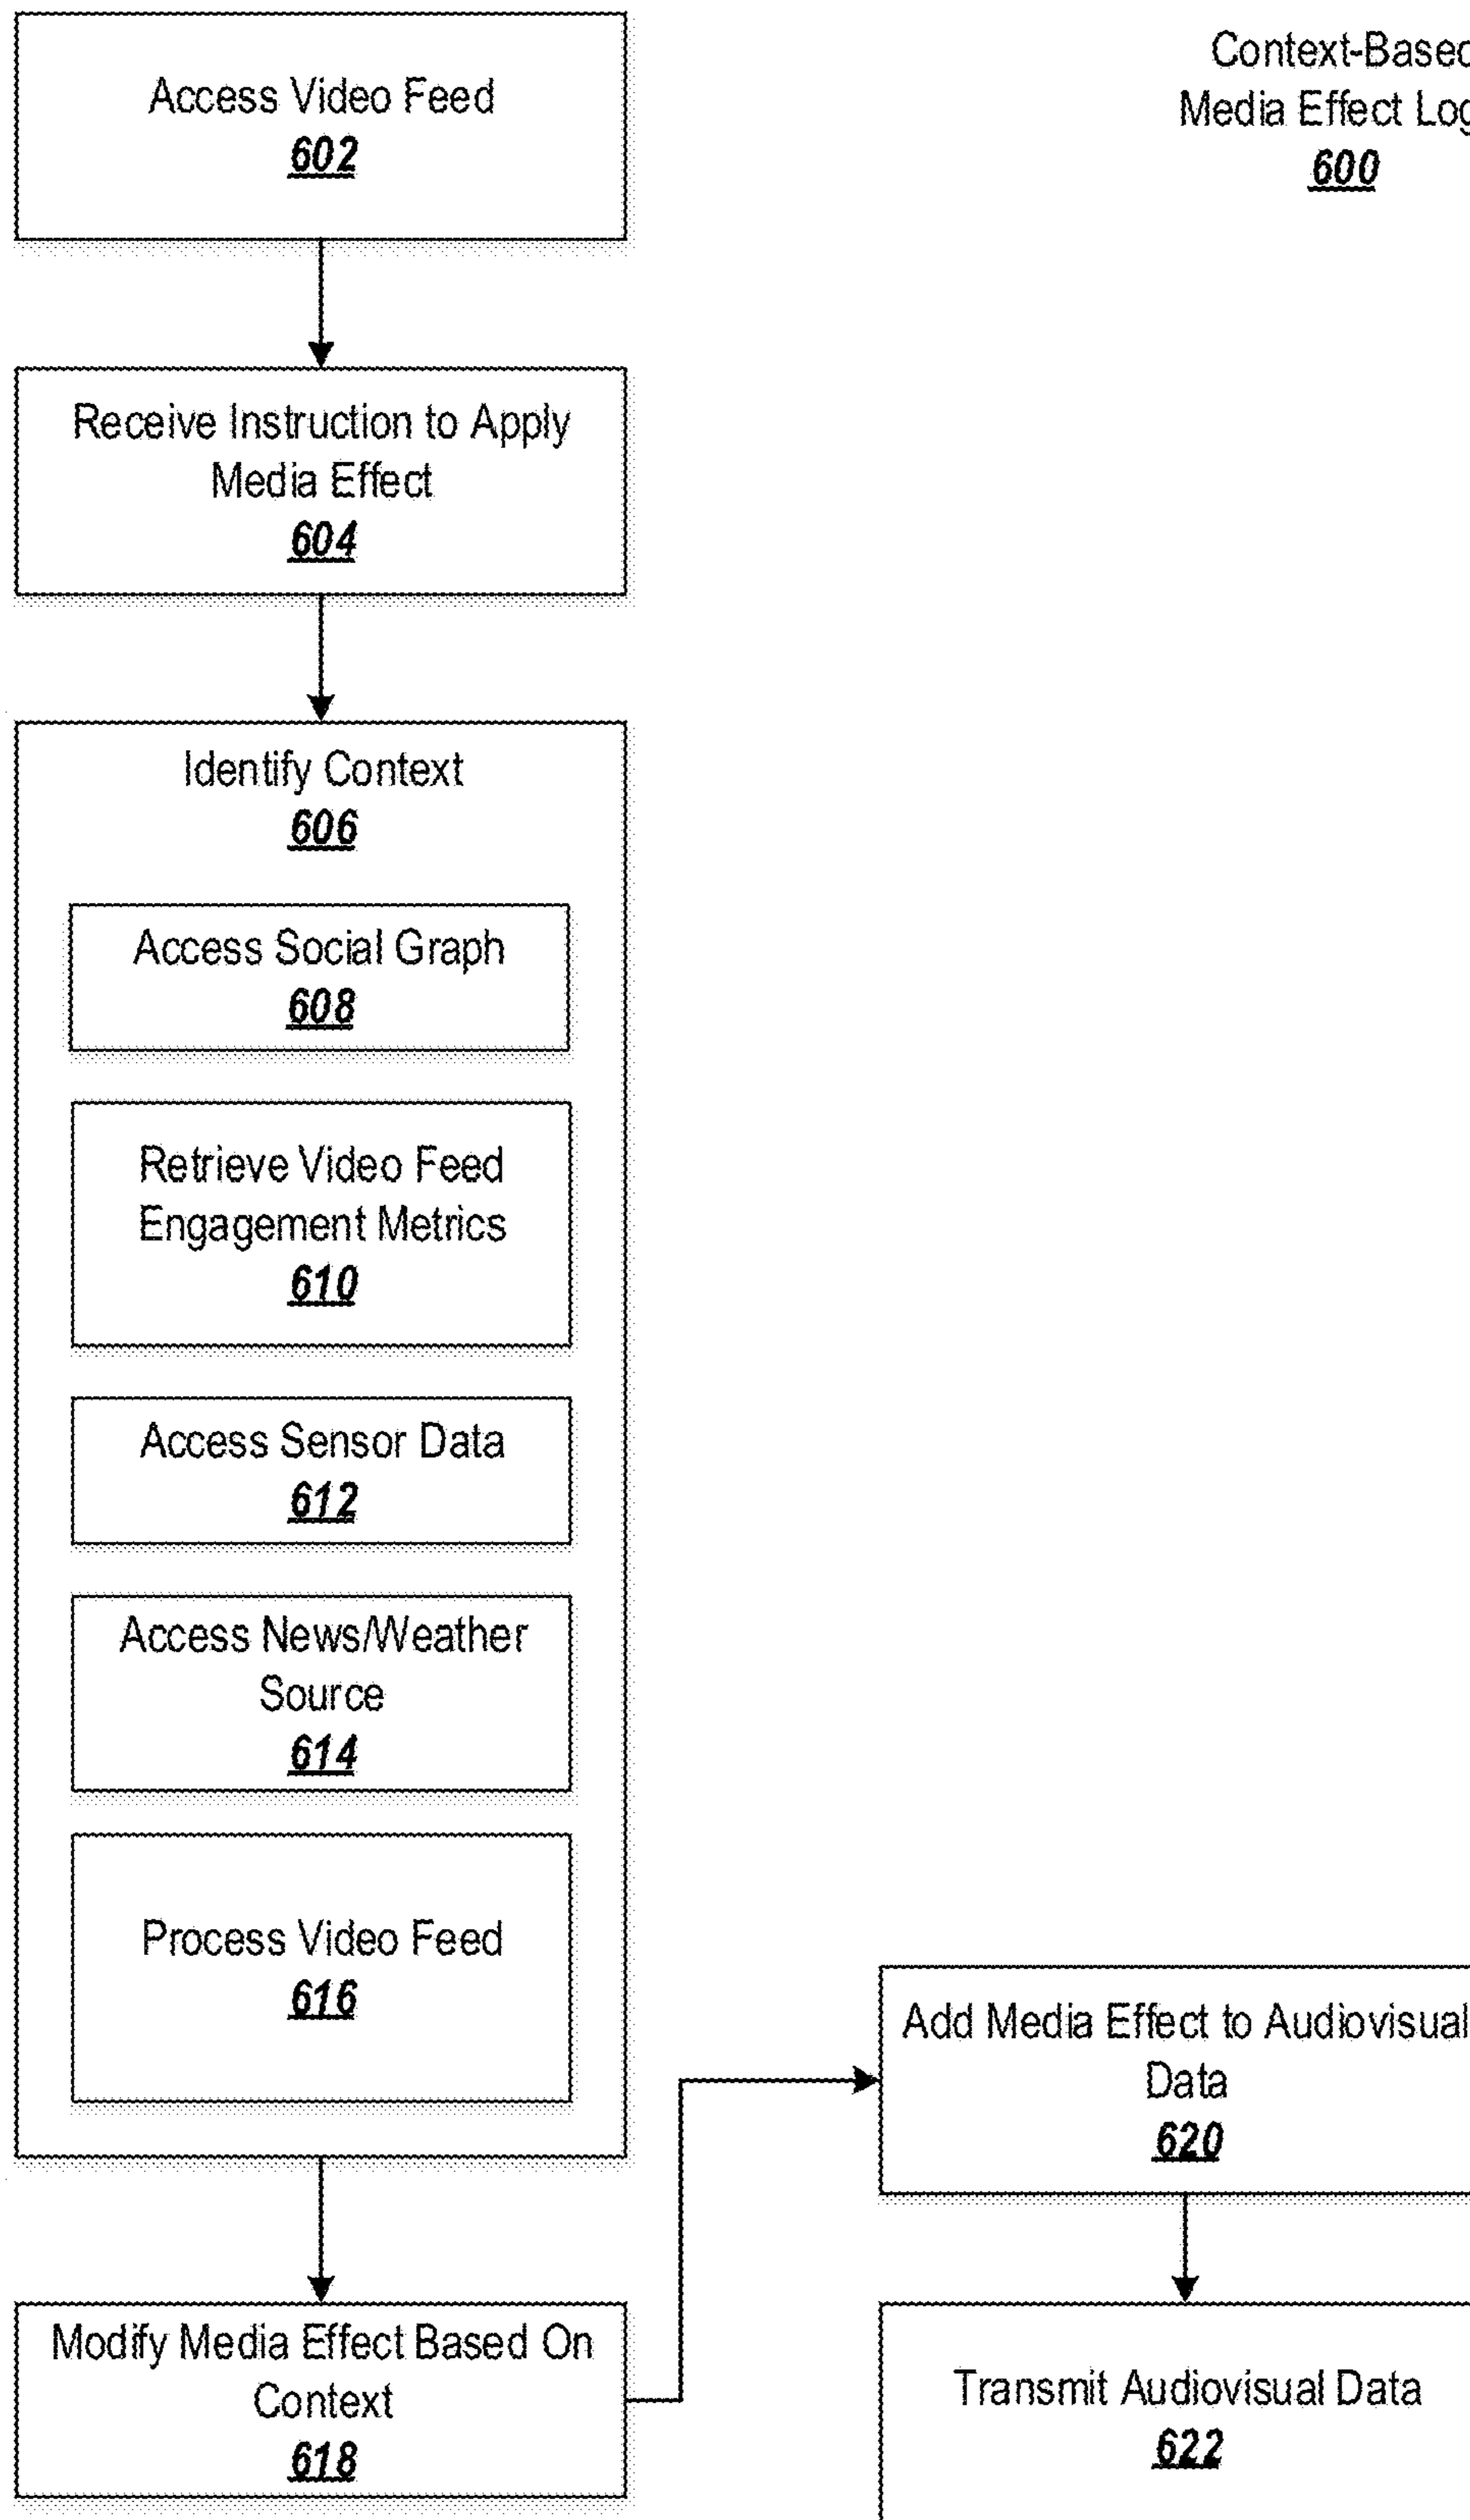 Access Video Feed
602
Context-Based
Media Effect Log
600
Receive Instruction to Apply
Media Effect
604
Identify Context
606
Access Social Graph
608
Retrieve Video Feed
Engagement Metrics
610
Access Sensor Data
612
Access News/Weather
Source
614
Process Video Feed
616
Modify Media Effect Based On
Context
618
Add Media Effect to Audiovisual
Data
620
Transmit Audiovisual Data
622